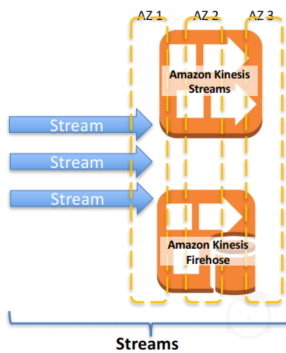 AZ 1 AZ 2 AZ 3
Amazon Kinesis
Streams
Stream
Stream
Stream
Amazon Kinesis
Firehose
Streams